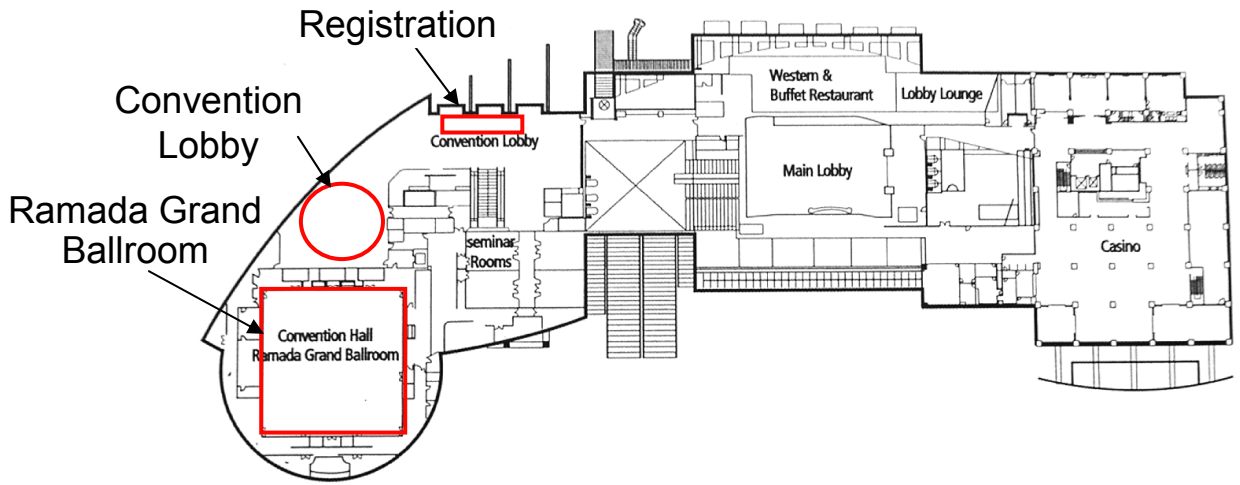 Registration
Convention
Lobby
Ramada Grand
Ballroom
Convention Lobby
seminar
Rooms
Convention Hall
Ramada Grand Ballroom
Western &
Buffet Restaurant
Lobby Lounge
Main Lobby
Casino